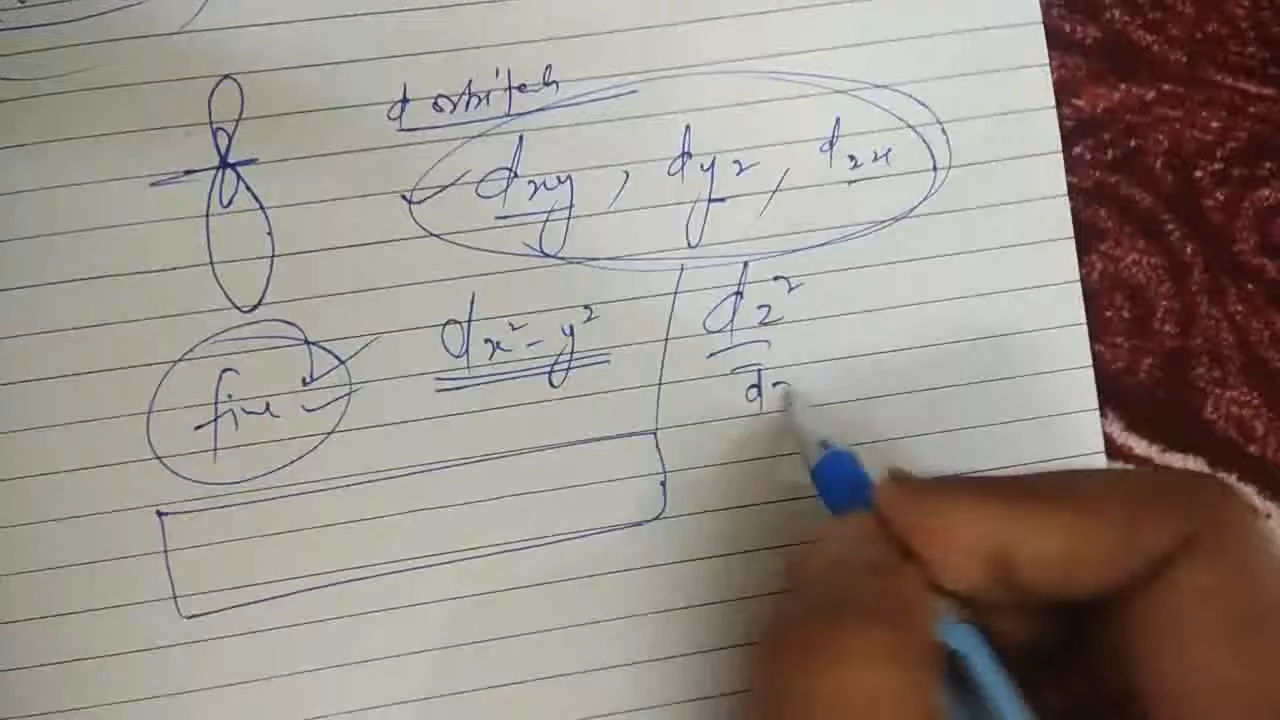 d orbitals
dxy, dyz, dzx
dx²-y²
dz²
five
d